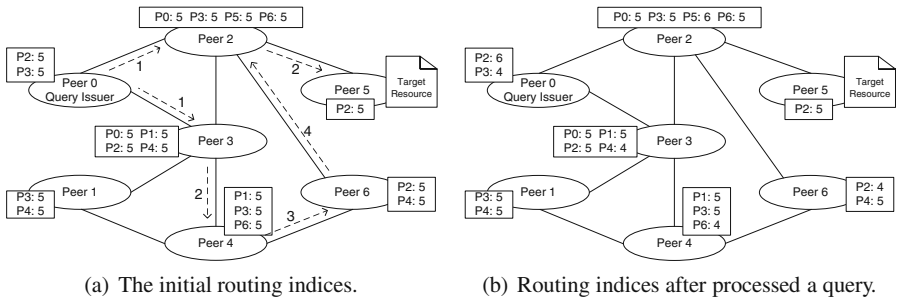 P0: 5 P3: 5 P5: 5 P6: 5
Peer 2
P2: 5
P3: 5
Peer 0
Query Issuer
1
1
2
Peer 5
P2: 5
Target
Resource
P0: 5 P1: 5
P2: 5 P4: 5
Peer 3
4
P3: 5
P4: 5
Peer 1
2
P1: 5
P3: 5
P6: 5
Peer 4
3
Peer 6
P2: 5
P4: 5
(a) The initial routing indices.
P0: 5 P3: 5 P5: 6 P6: 5
Peer 2
P2: 6
P3: 4
Peer 0
Query Issuer
Peer 5
P2: 5
Target
Resource
P0: 5 P1: 5
P2: 5 P4: 4
Peer 3
P3: 5
P4: 5
Peer 1
P1: 5
P3: 5
P6: 4
Peer 4
Peer 6
P2: 4
P4: 5
(b) Routing indices after processed a query.